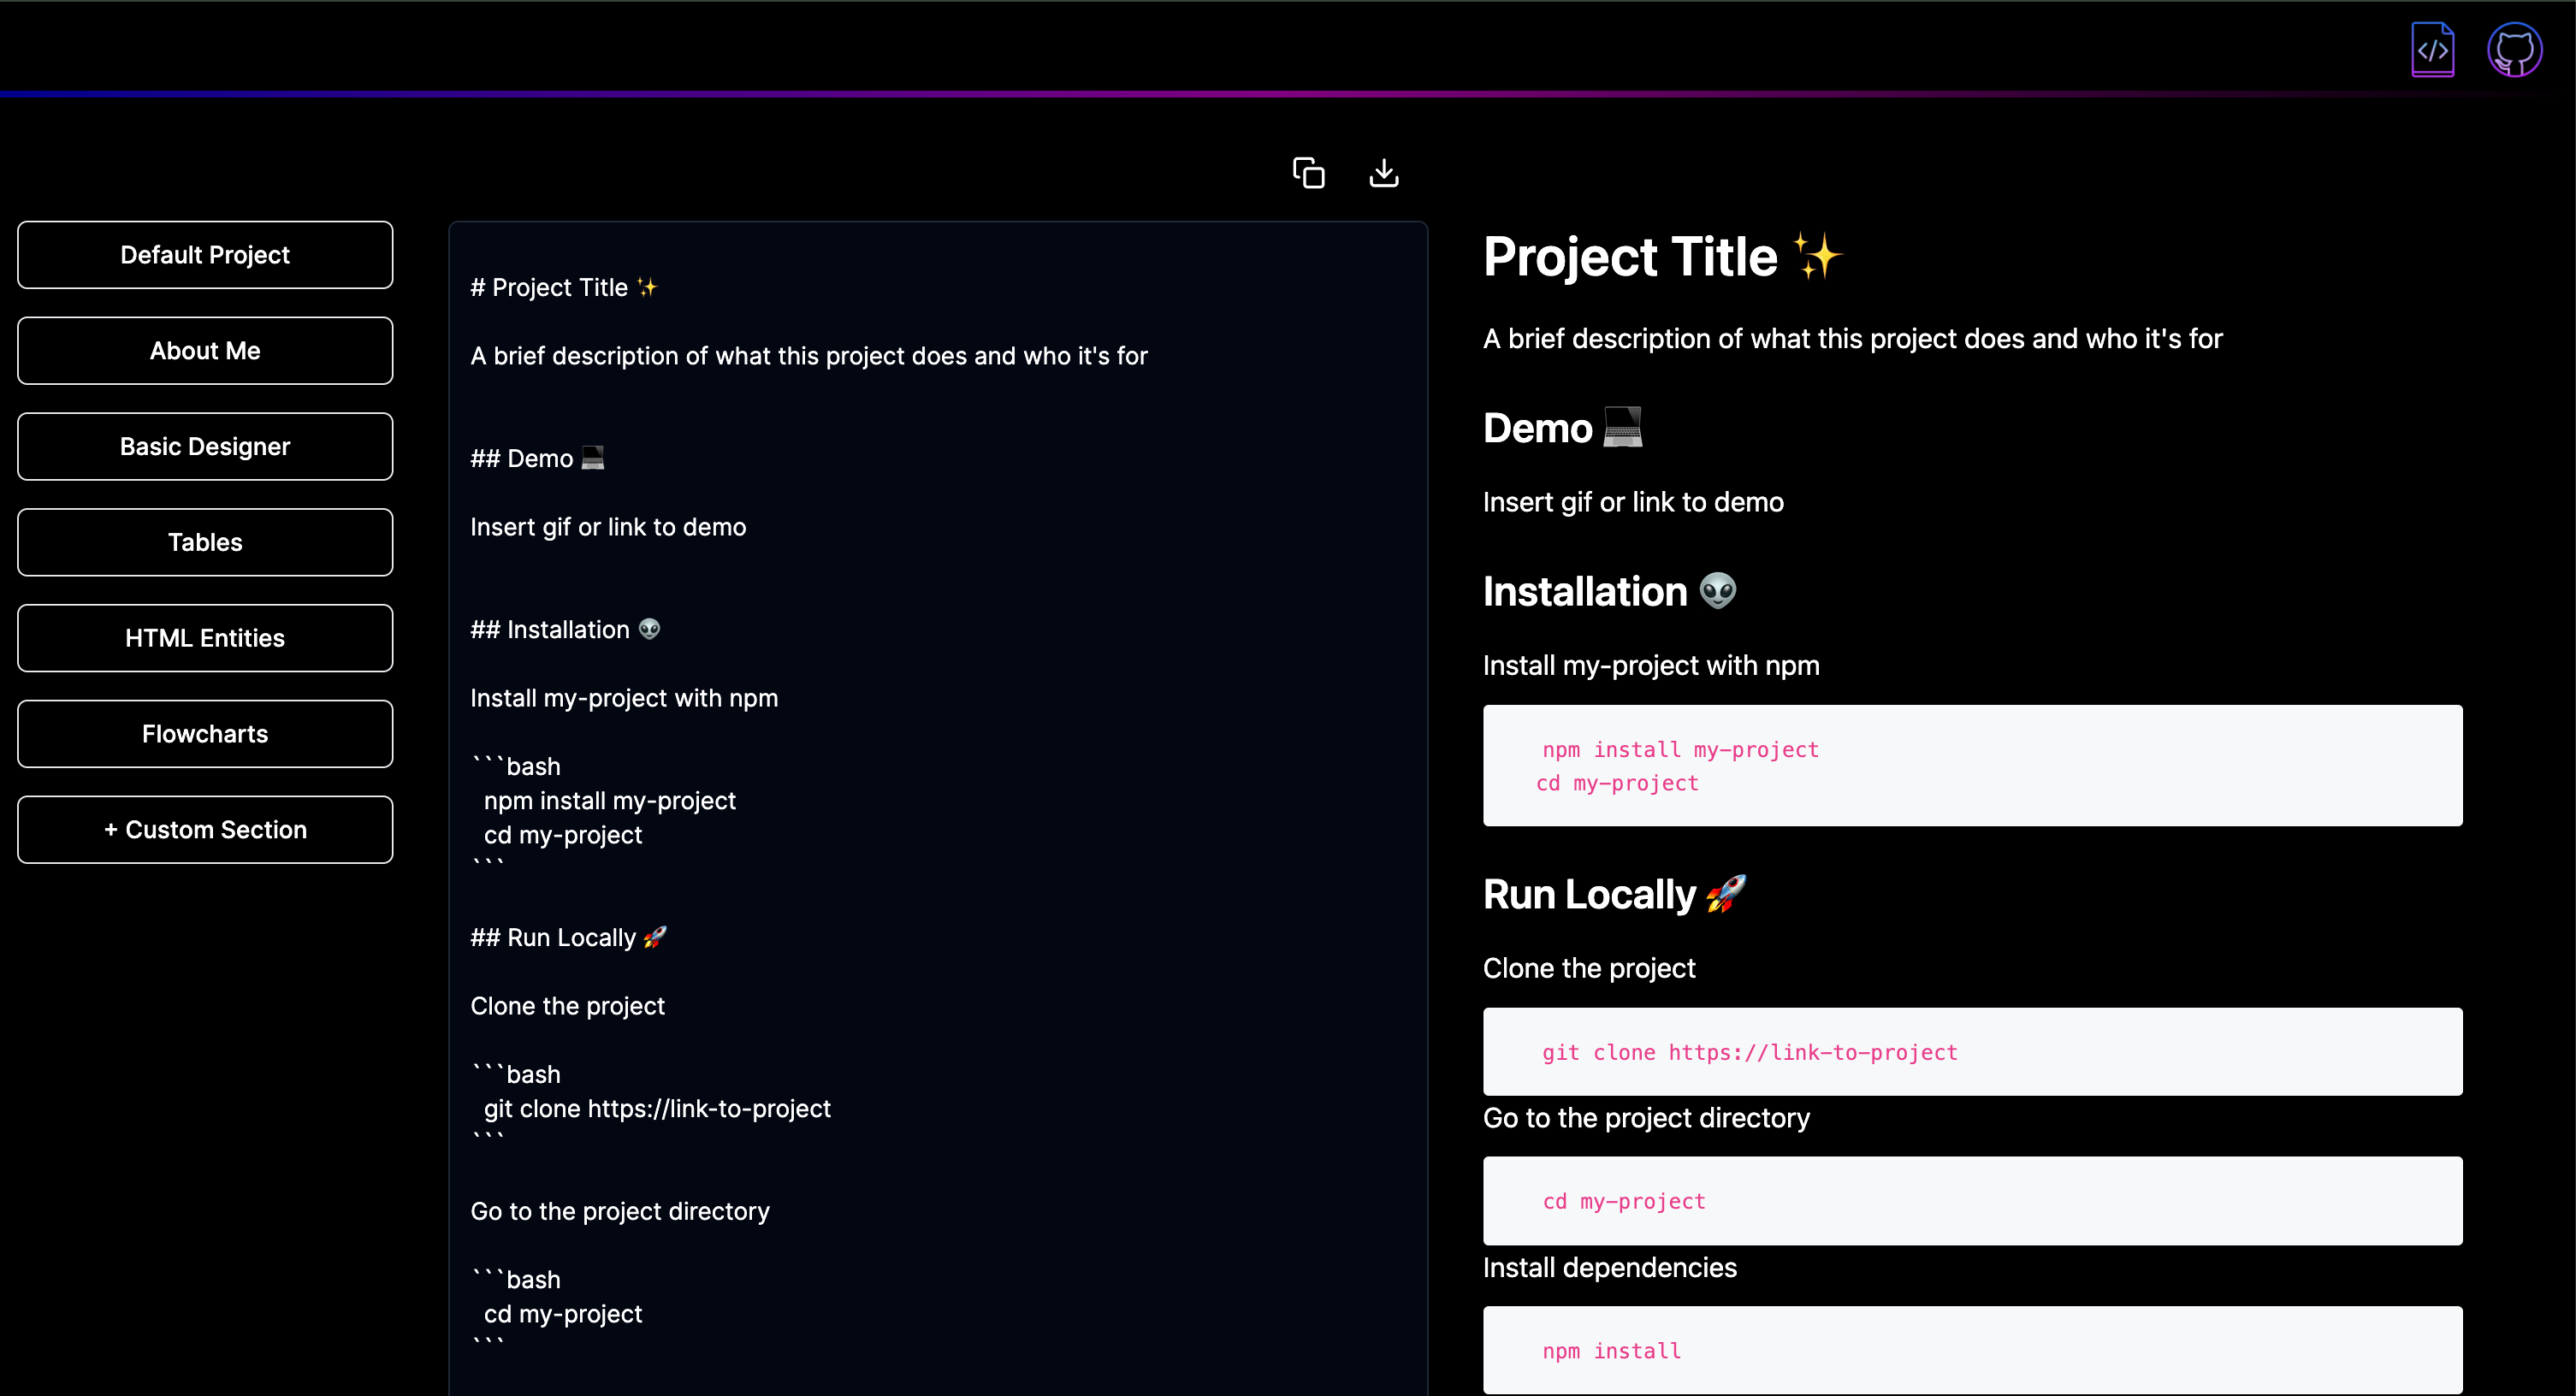 </>
Default Project
About Me
Basic Designer
Tables
HTML Entities
Flowcharts
+ Custom Section
# Project Title ✨
A brief description of what this project does and who it's for
## Demo 💻
Insert gif or link to demo
## Installation 👽
Install my-project with npm
```bash
npm install my-project
cd my-project
```
## Run Locally 🚀
Clone the project
```bash
git clone https://link-to-project
```
Go to the project directory
```bash
cd my-project
```
Project Title ✨
A brief description of what this project does and who it's for
Demo 💻
Insert gif or link to demo
Installation 👽
Install my-project with npm
npm install my-project
cd my-project
Run Locally 🚀
Clone the project
git clone https://link-to-project
Go to the project directory
cd my-project
Install dependencies
npm install